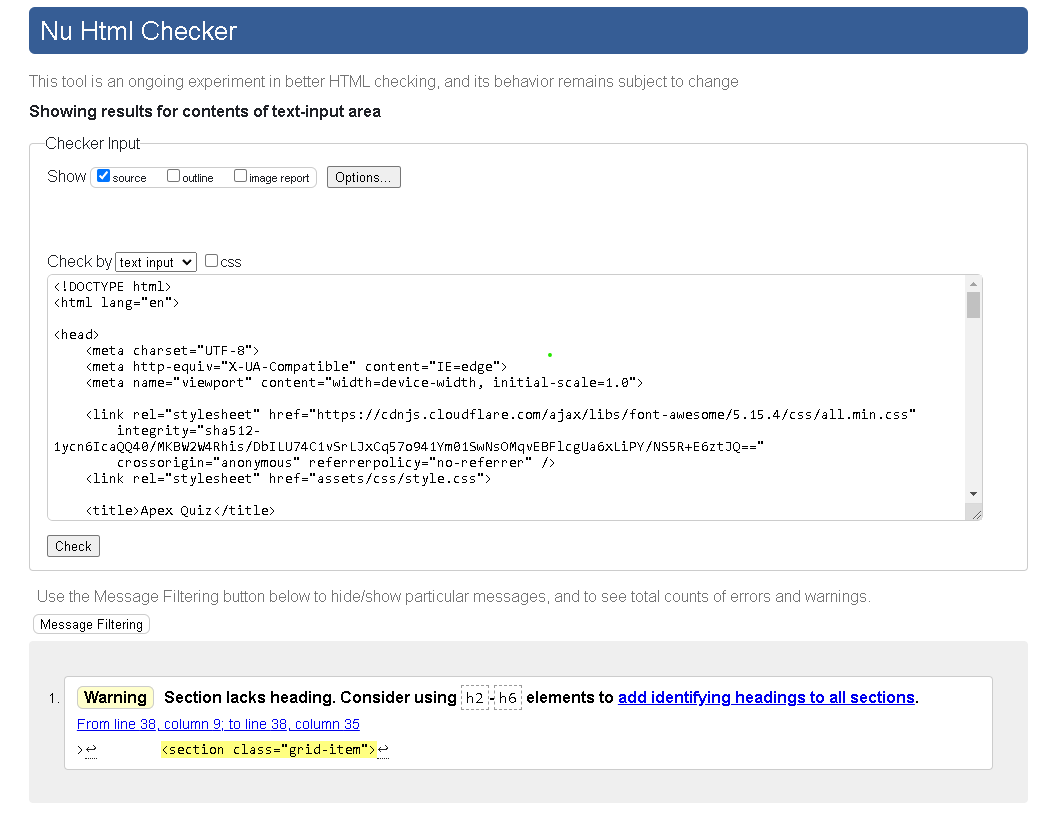 Nu Html Checker
This tool is an ongoing experiment in better HTML checking, and its behavior remains subject to change
Showing results for contents of text-input area
Checker Input
Show source outline image report Options...
Check by text input css
<!DOCTYPE html>
<html lang="en">
<head>
<meta charset="UTF-8">
<meta http-equiv="X-UA-Compatible" content="IE=edge">
<meta name="viewport" content="width=device-width, initial-scale=1.0">
<link rel="stylesheet" href="https://cdnjs.cloudflare.com/ajax/libs/font-awesome/5.15.4/css/all.min.css"
integrity="sha512-
1ycn6IcaQQ40/MKBW2W4Rhis/DbILU74C1vSrLJxCq57o941Ym01SwNsOMqvEBFlcgUa6xLiPY/NS5R+E6ztJQ=="
crossorigin="anonymous" referrerpolicy="no-referrer" />
<link rel="stylesheet" href="assets/css/style.css">
<title>Apex Quiz</title>
Check
Use the Message Filtering button below to hide/show particular messages, and to see total counts of errors and warnings.
Message Filtering
1. Warning Section lacks heading. Consider using h2-h6 elements to add identifying headings to all sections.
From line 38, column 9; to line 38, column 35
>↩ <section class="grid-item">↩